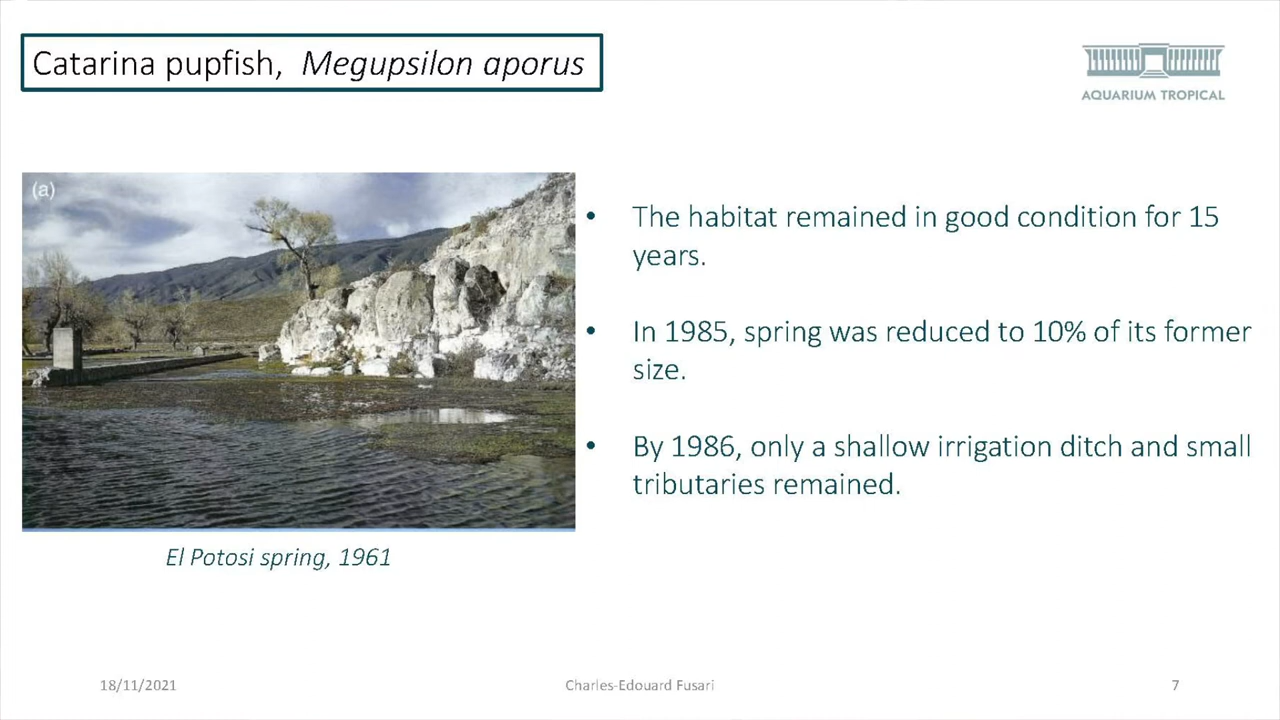 Catarina pupfish, Megupsilon aporus
AQUARIUM TROPICAL
(a)
• The habitat remained in good condition for 15
years.
• In 1985, spring was reduced to 10% of its former
size.
• By 1986, only a shallow irrigation ditch and small
tributaries remained.
El Potosi spring, 1961
18/11/2021
Charles-Edouard Fusari
7